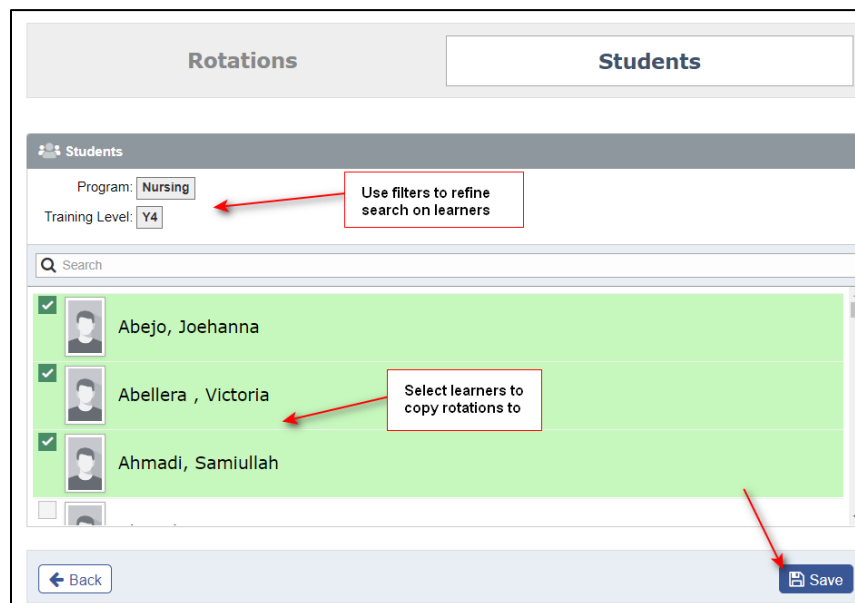 Rotations
Students
Students
Program: Nursing
Training Level: Y4
Use filters to refine
search on learners
Search
Abejo, Joehanna
Abellera , Victoria
Select learners to
copy rotations to
Ahmadi, Samiullah
Back
Save